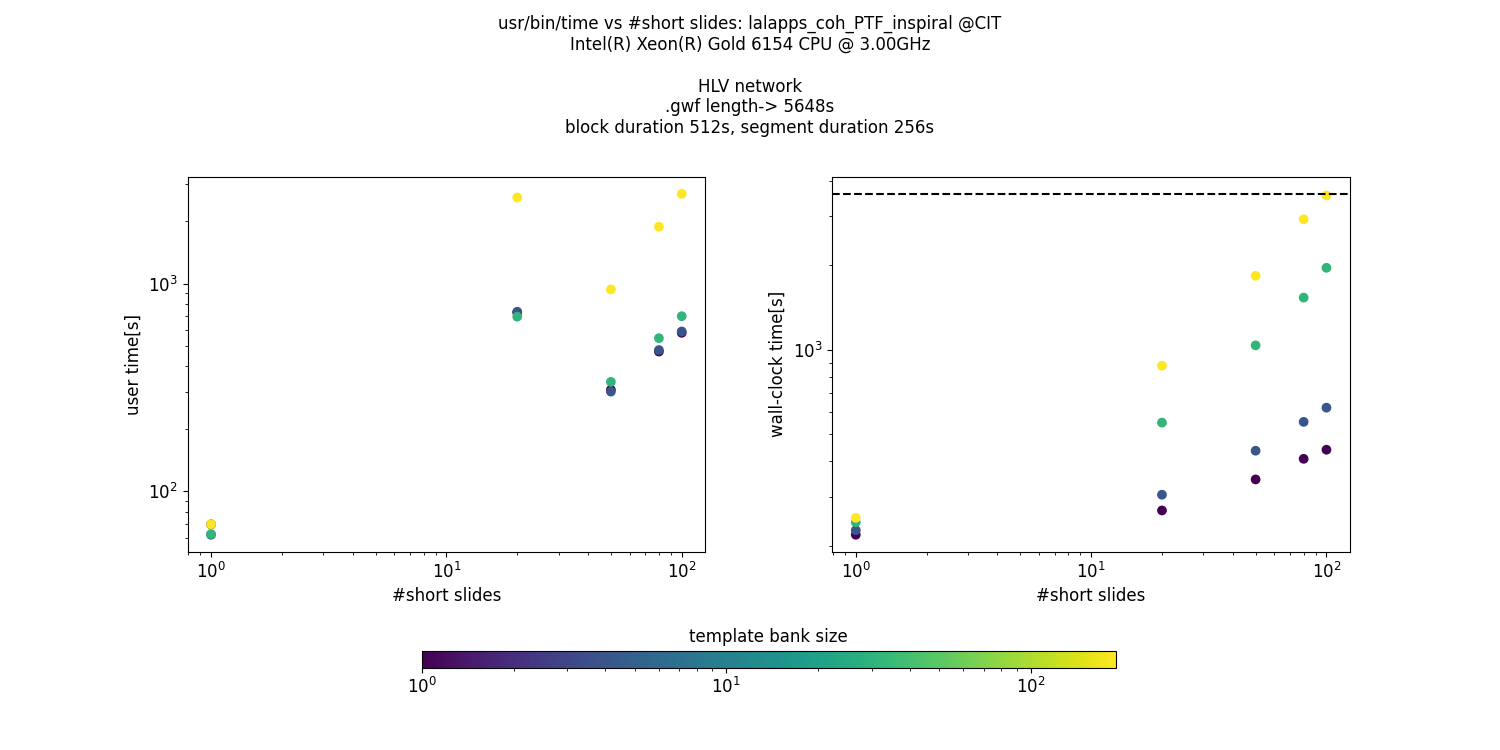 usr/bin/time vs #short slides: lalapps_coh_PTF_inspiral @CIT
Intel(R) Xeon(R) Gold 6154 CPU @ 3.00GHz
HLV network
.gwf length-> 5648s
block duration 512s, segment duration 256s
user time[s]
10³
10²
10⁰ 10¹ 10²
#short slides
wall-clock time[s]
10³
10⁰ 10¹ 10²
#short slides
template bank size
10⁰ 10¹ 10²